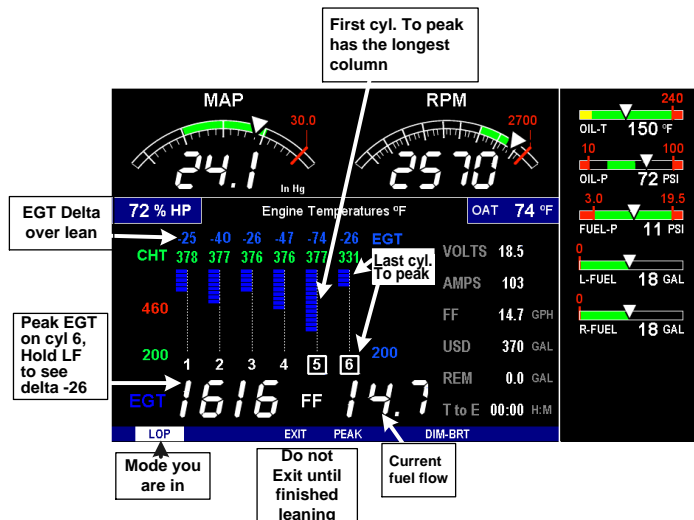 First cyl. To peak
has the longest
column
MAP
30.0
24.1
In Hg
RPM
2700
2570
240
OIL-T 150 ºF
10 100
OIL-P 72 PSI
3.0 19.5
FUEL-P 11 PSI
0
L-FUEL 18 GAL
0
R-FUEL 18 GAL
72 % HP
Engine Temperatures ºF
OAT 74 ºF
EGT Delta
over lean
-25 -40 -26 -47 -74 -26 EGT
CHT 378 377 376 376 377 331
Last cyl.
To peak
460
200
200
1 2 3 4 5 6
VOLTS 18.5
AMPS 103
FF 14.7 GPH
USD 370 GAL
REM 0.0 GAL
T to E 00:00 H:M
Peak EGT
on cyl 6,
Hold LF
to see
delta -26
EGT 1616 FF 14.7
LOP EXIT PEAK DIM-BRT
Mode you
are in
Do not
Exit until
finished
leaning
Current
fuel flow